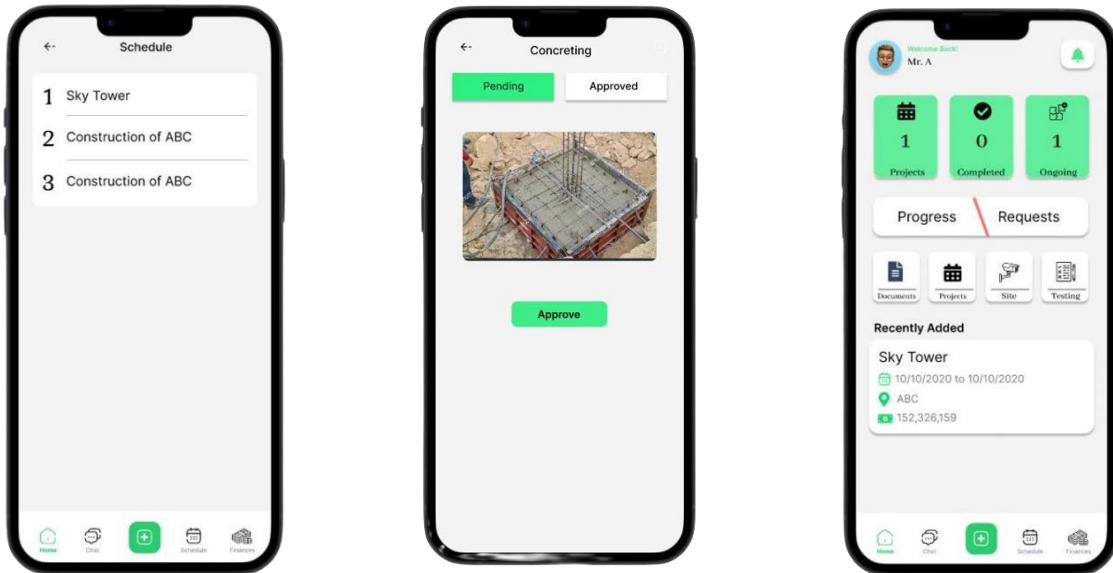 Schedule
1 Sky Tower
2 Construction of ABC
3 Construction of ABC
Home Chat Schedule Finances
Concreting
Pending Approved
Approve
Welcome Back!
Mr. A
1 0 1
Projects Completed Ongoing
Progress Requests
Documents Projects Site Testing
Recently Added
Sky Tower
10/10/2020 to 10/10/2020
ABC
152,326,159
Home Chat Schedule Finances